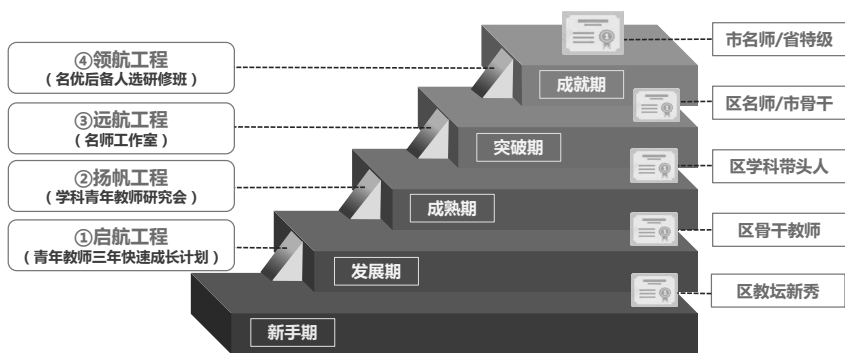 ④领航工程
（名优后备人选研修班）
③远航工程
（名师工作室）
②扬帆工程
（学科青年教师研究会）
①启航工程
（青年教师三年快速成长计划）
成就期
突破期
成熟期
发展期
新手期
市名师/省特级
区名师/市骨干
区学科带头人
区骨干教师
区教坛新秀